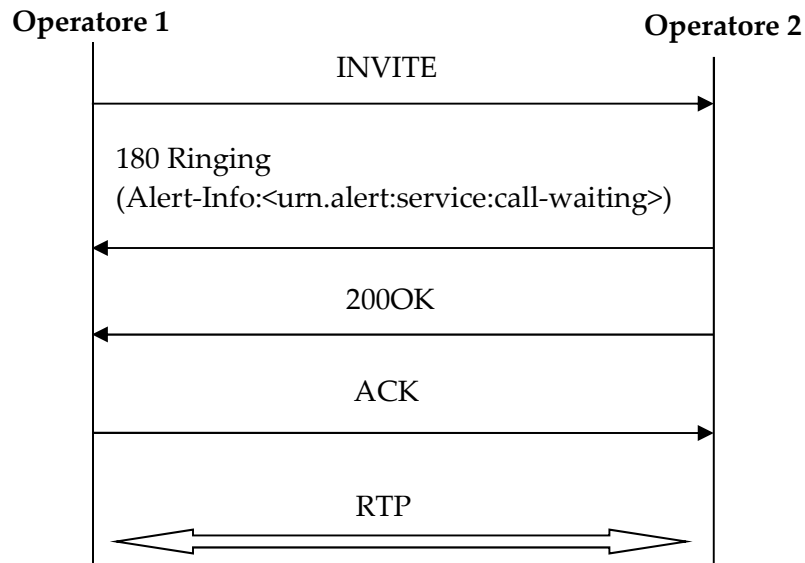 Operatore 1
Operatore 2
INVITE
180 Ringing
(Alert-Info:<urn.alert:service:call-waiting>)
200OK
ACK
RTP